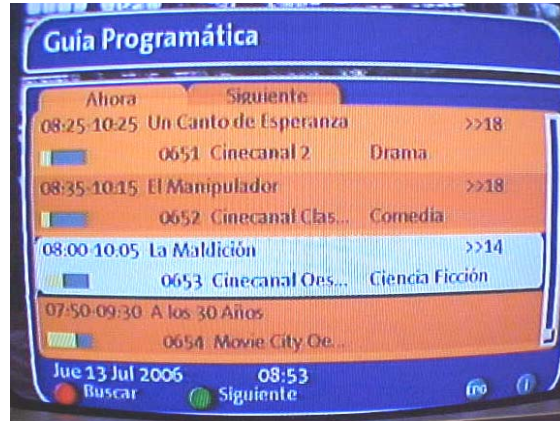 Guía Programática
Ahora Siguiente
08:25-10:25 Un Canto de Esperanza >>18
0651 Cinecanal 2 Drama
08:35-10:15 El Manipulador >>18
0652 Cinecanal Clas... Comedia
08:00-10:05 La Maldición >>14
0653 Cinecanal Oes... Ciencia Ficción
07:50-09:30 A los 30 Años
0654 Movie City Oe...
Jue 13 Jul 2006 08:53
Buscar Siguiente EPG i